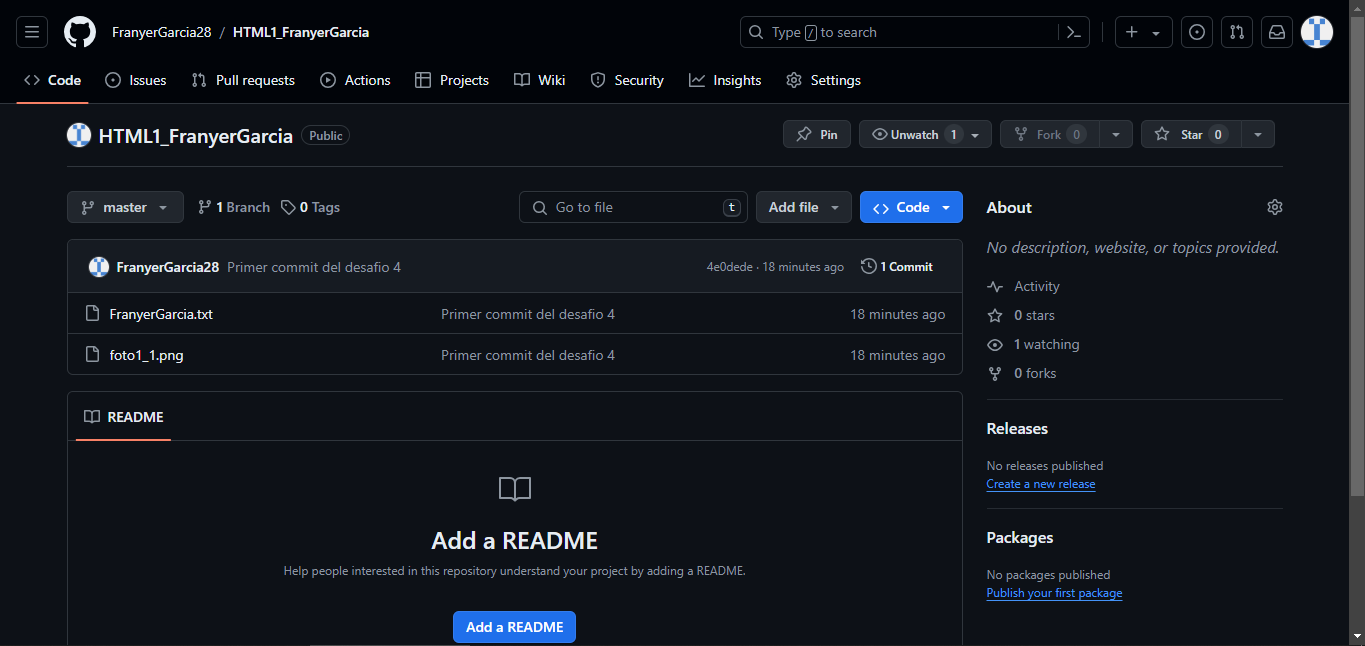 FranyerGarcia28 / HTML1_FranyerGarcia
Type / to search
Code Issues Pull requests Actions Projects Wiki Security Insights Settings
HTML1_FranyerGarcia Public
Pin Unwatch 1 Fork 0 Star 0
master 1 Branch 0 Tags
Go to file t Add file Code
FranyerGarcia28 Primer commit del desafio 4 4e0dede · 18 minutes ago 1 Commit
FranyerGarcia.txt Primer commit del desafio 4 18 minutes ago
foto1_1.png Primer commit del desafio 4 18 minutes ago
README
Add a README
Help people interested in this repository understand your project by adding a README.
Add a README
About
No description, website, or topics provided.
Activity
0 stars
1 watching
0 forks
Releases
No releases published
Create a new release
Packages
No packages published
Publish your first package